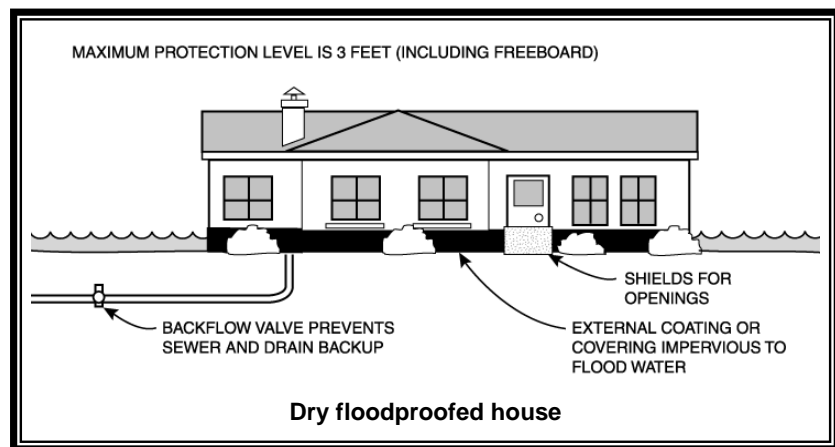 MAXIMUM PROTECTION LEVEL IS 3 FEET (INCLUDING FREEBOARD)
SHIELDS FOR
OPENINGS
BACKFLOW VALVE PREVENTS
SEWER AND DRAIN BACKUP
EXTERNAL COATING OR
COVERING IMPERVIOUS TO
FLOOD WATER
Dry floodproofed house